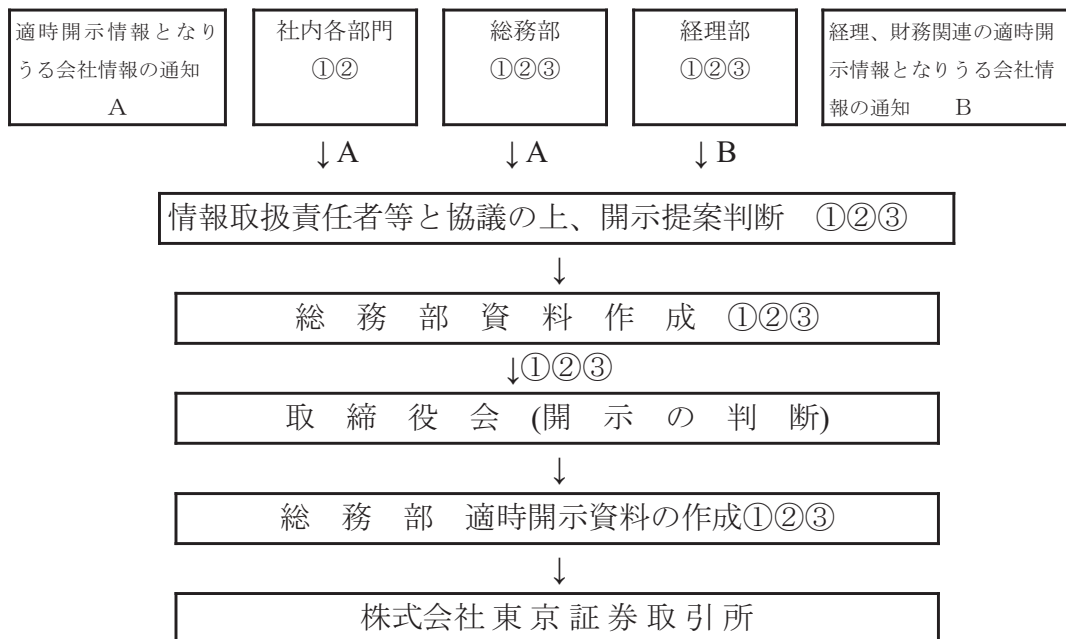 適時開示情報となり
うる会社情報の通知
A
社内各部門
①②
総務部
①②③
経理部
①②③
経理、財務関連の適時開
示情報となりうる会社情
報の通知 B
↓A
↓A
↓B
情報取扱責任者等と協議の上、開示提案判断 ①②③
↓
総 務 部 資 料 作 成 ①②③
↓①②③
取 締 役 会 (開 示 の 判 断)
↓
総 務 部 適時開示資料の作成①②③
↓
株式会社東京証券取引所